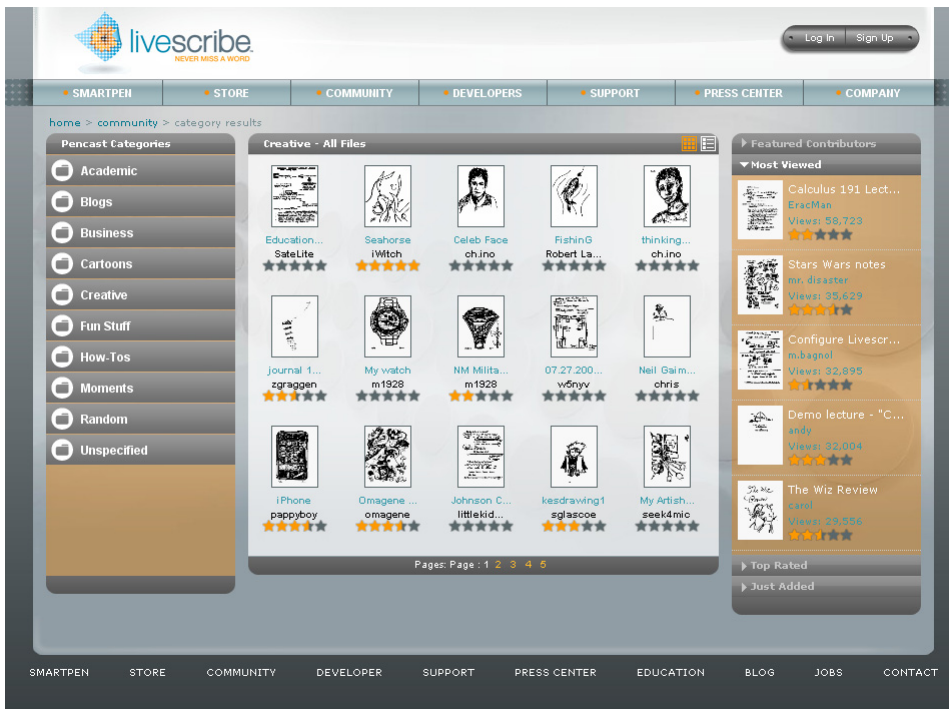 livescribe
NEVER MISS A WORD
Log In Sign Up
SMARTPEN STORE COMMUNITY DEVELOPERS SUPPORT PRESS CENTER COMPANY
home > community > category results
Pencast Categories
Academic
Blogs
Business
Cartoons
Creative
Fun Stuff
How-Tos
Moments
Random
Unspecified
Creative - All Files
Education... Seahorse Celeb Face FishinG thinking...
SateLite iWitch ch.ino Robert La... ch.ino
journal 1... My watch NM Milita... 07.27.200... Neil Gaim...
zgraggen m1928 m1928 w5nyv chris
iPhone Omagene ... Johnson C... kesdrawing1 My Artish...
pappyboy omagene littlekid... sglascoe seek4mic
Pages: Page : 1 2 3 4 5
Featured Contributors
Most Viewed
Calculus 191 Lect...
EracMan
Views: 58,723
Stars Wars notes
mr. disaster
Views: 35,629
Configure Livescr...
m.bagnol
Views: 32,895
Demo lecture - "C...
andy
Views: 32,004
The Wiz Review
carol
Views: 29,556
Top Rated
Just Added
SMARTPEN STORE COMMUNITY DEVELOPER SUPPORT PRESS CENTER EDUCATION BLOG JOBS CONTACT